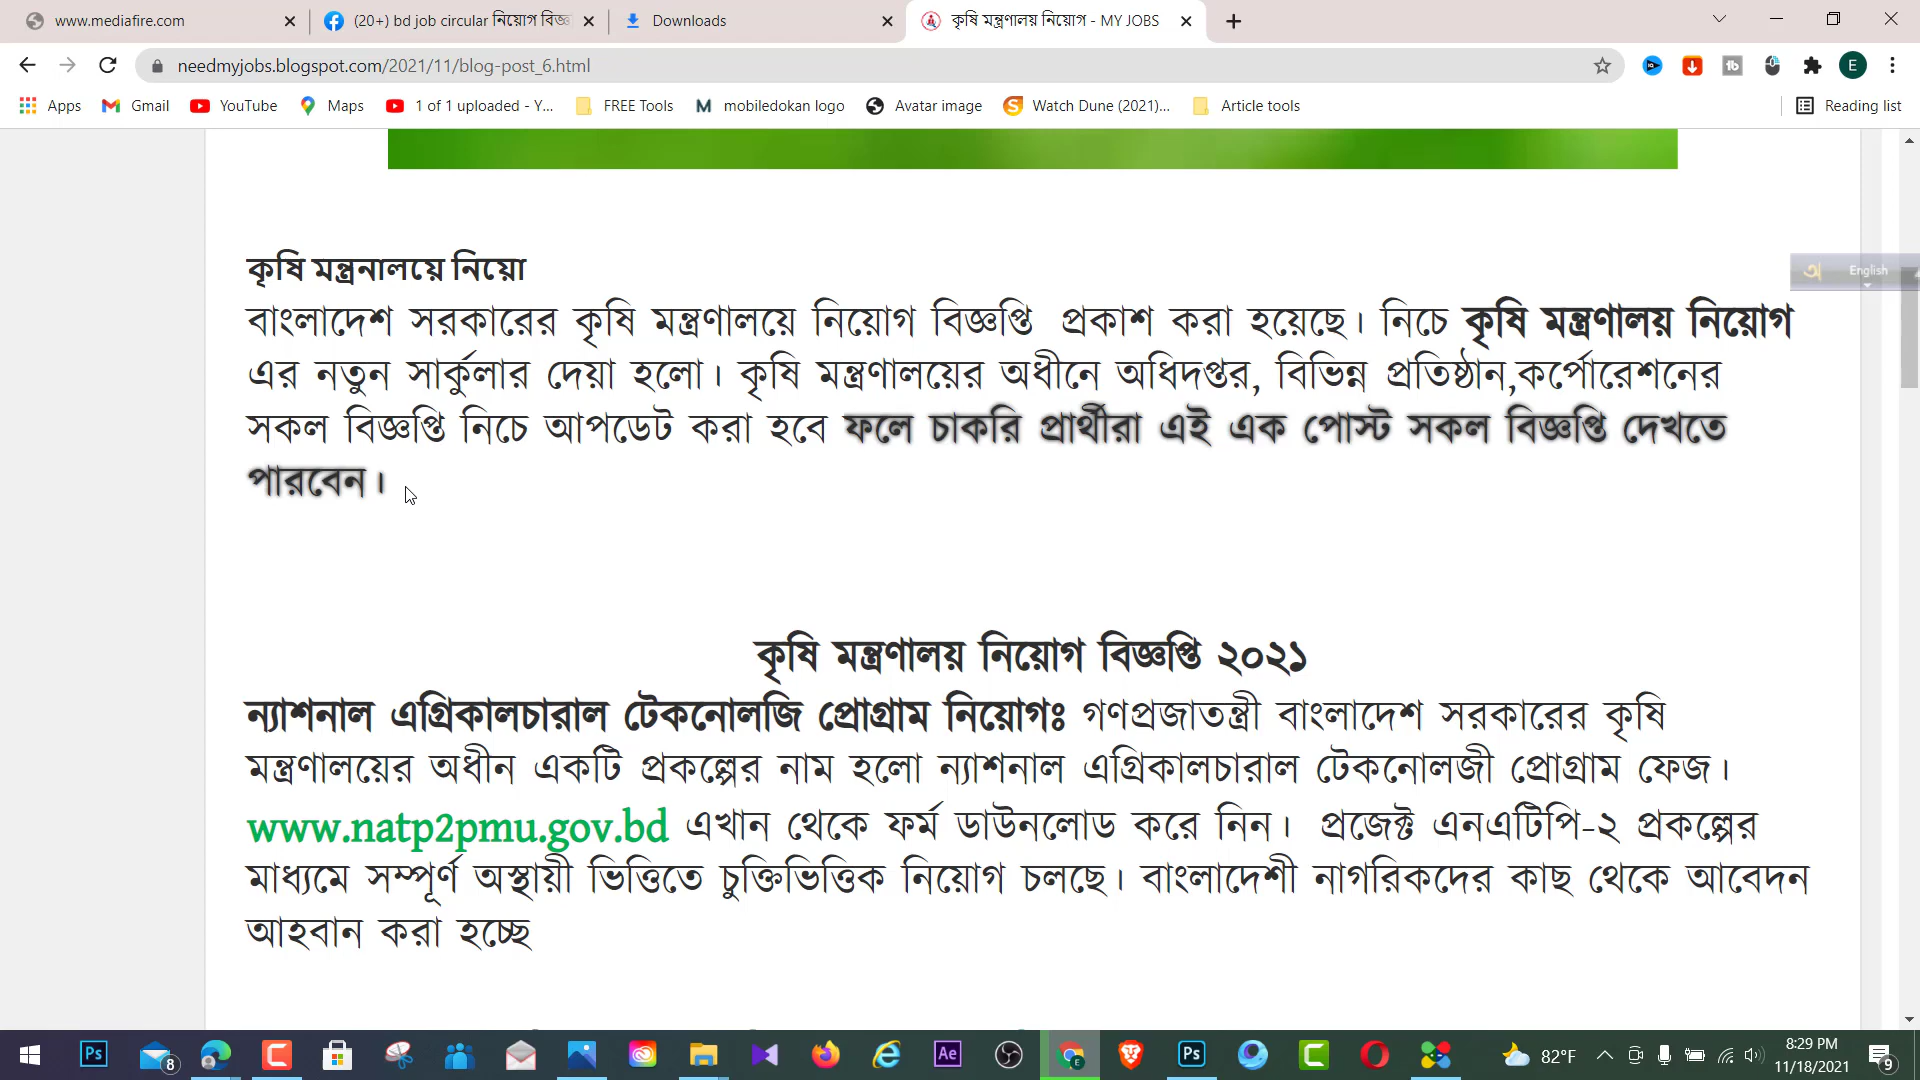 www.mediafire.com
(20+) bd job circular নিয়োগ বিজ্ঞ
Downloads
কৃষি মন্ত্রণালয় নিয়োগ - MY JOBS
needmyjobs.blogspot.com/2021/11/blog-post_6.html
E
Apps
Gmail
YouTube
Maps
1 of 1 uploaded - Y...
FREE Tools
mobiledokan logo
Avatar image
Watch Dune (2021)...
Article tools
Reading list
কৃষি মন্ত্রনালয়ে নিয়ো
অ English
বাংলাদেশ সরকারের কৃষি মন্ত্রণালয়ে নিয়োগ বিজ্ঞপ্তি প্রকাশ করা হয়েছে। নিচে কৃষি মন্ত্রণালয় নিয়োগ
এর নতুন সার্কুলার দেয়া হলো। কৃষি মন্ত্রণালয়ের অধীনে অধিদপ্তর, বিভিন্ন প্রতিষ্ঠান,কর্পোরেশনের
সকল বিজ্ঞপ্তি নিচে আপডেট করা হবে ফলে চাকরি প্রার্থীরা এই এক পোস্ট সকল বিজ্ঞপ্তি দেখতে
পারবেন।
কৃষি মন্ত্রণালয় নিয়োগ বিজ্ঞপ্তি ২০২১
ন্যাশনাল এগ্রিকালচারাল টেকনোলজি প্রোগ্রাম নিয়োগঃ গণপ্রজাতন্ত্রী বাংলাদেশ সরকারের কৃষি
মন্ত্রণালয়ের অধীন একটি প্রকল্পের নাম হলো ন্যাশনাল এগ্রিকালচারাল টেকনোলজী প্রোগ্রাম ফেজ।
www.natp2pmu.gov.bd এখান থেকে ফর্ম ডাউনলোড করে নিন। প্রজেক্ট এনএটিপি-২ প্রকল্পের
মাধ্যমে সম্পূর্ণ অস্থায়ী ভিত্তিতে চুক্তিভিত্তিক নিয়োগ চলছে। বাংলাদেশী নাগরিকদের কাছ থেকে আবেদন
আহবান করা হচ্ছে
Ps
8
Ae
Ps
82°F
8:29 PM
11/18/2021
9